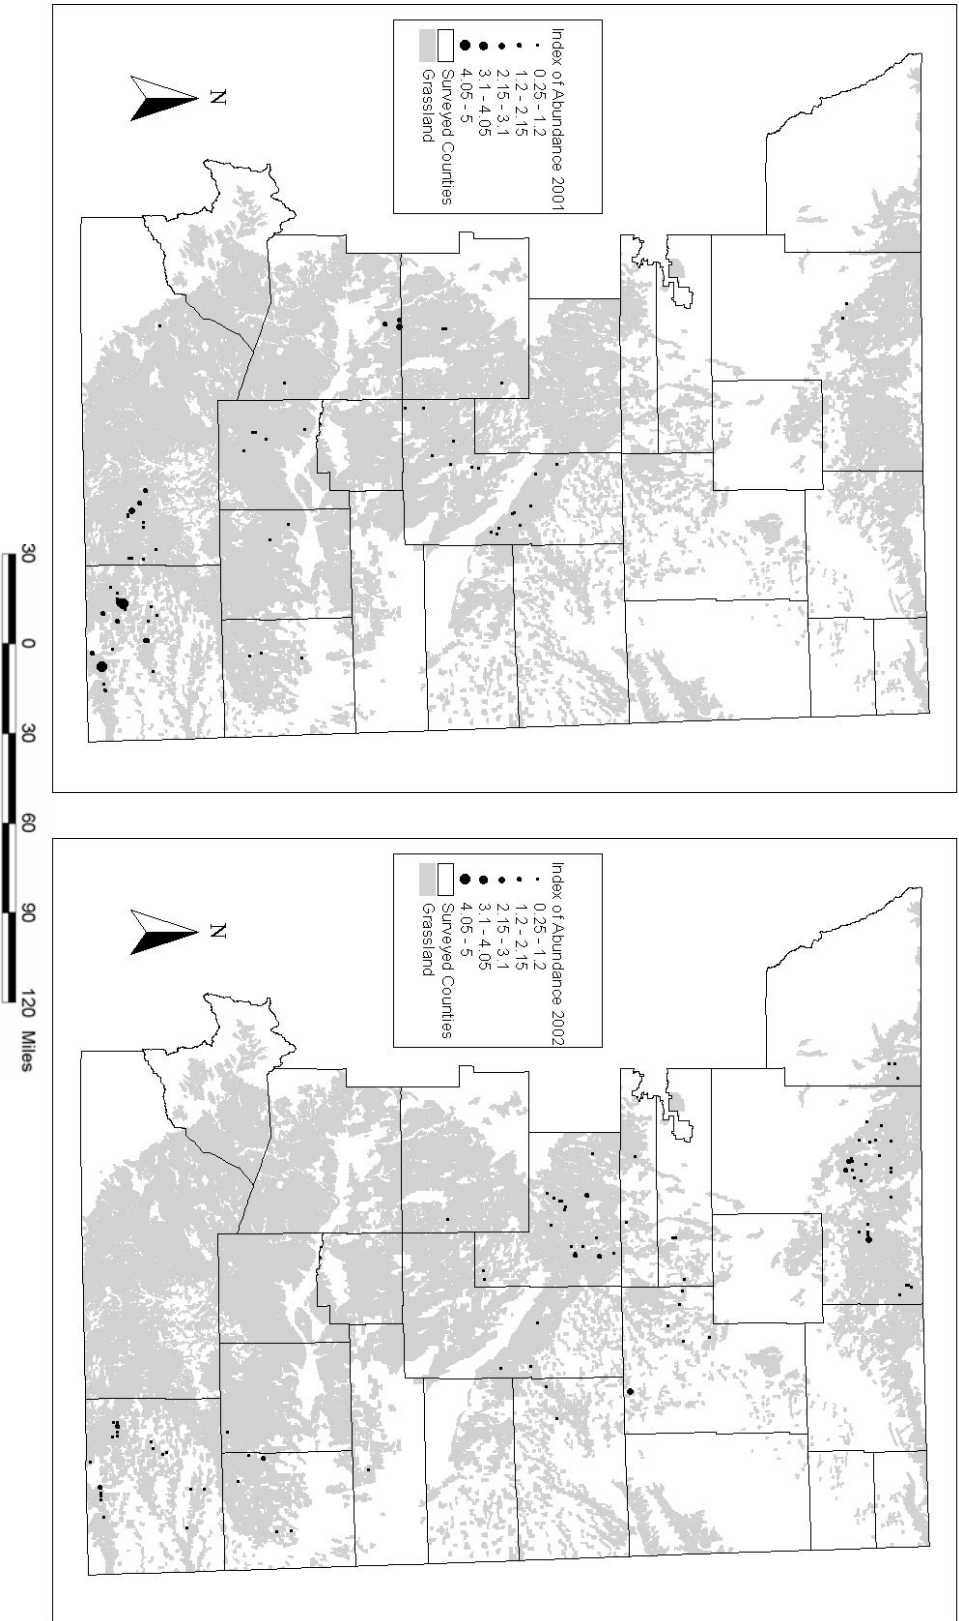 Index of Abundance 2001
0.25 - 1.2
1.2 - 2.15
2.15 - 3.1
3.1 - 4.05
4.05 - 5
Surveyed Counties
Grassland
N
Index of Abundance 2002
0.25 - 1.2
1.2 - 2.15
2.15 - 3.1
3.1 - 4.05
4.05 - 5
Surveyed Counties
Grassland
N
30 0 30 60 90 120 Miles